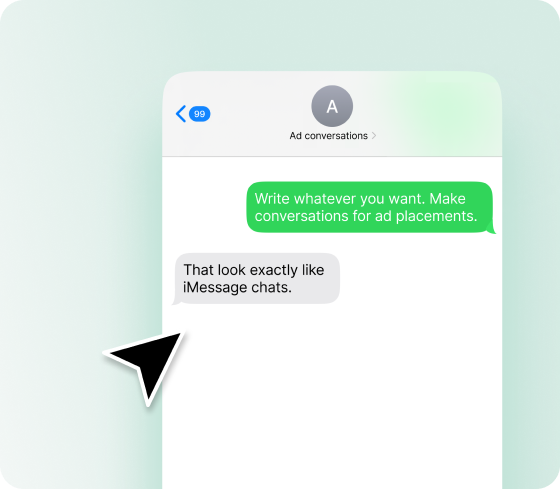 A
99
Ad conversations
Write whatever you want. Make
conversations for ad placements.
That look exactly like
iMessage chats.